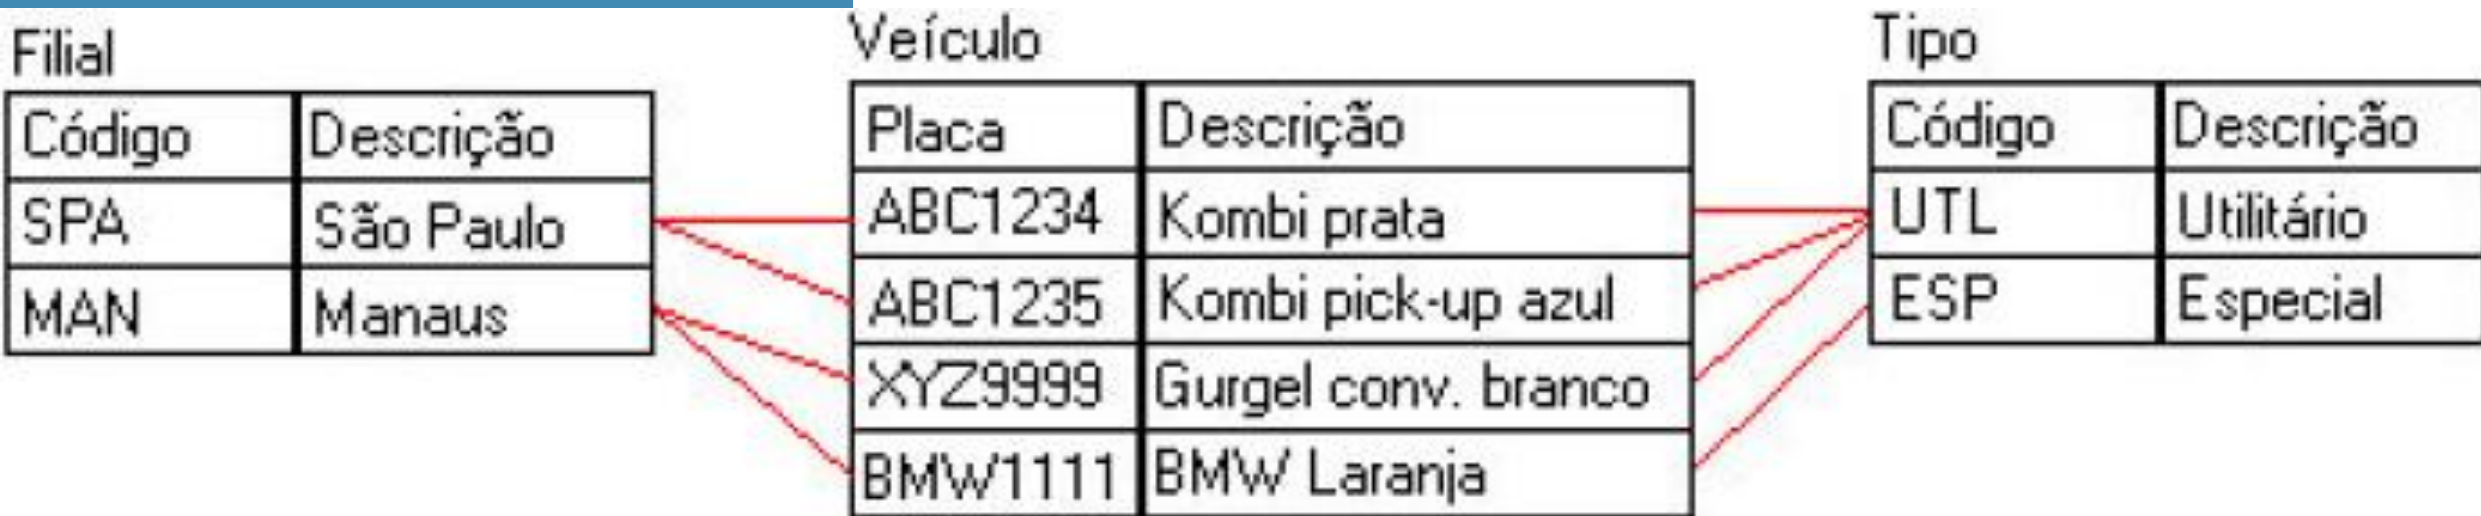 Filial
Código Descrição
SPA São Paulo
MAN Manaus
Veículo
Placa Descrição
ABC1234 Kombi prata
ABC1235 Kombi pick-up azul
XYZ9999 Gurgel conv. branco
BMW1111 BMW Laranja
Tipo
Código Descrição
UTL Utilitário
ESP Especial